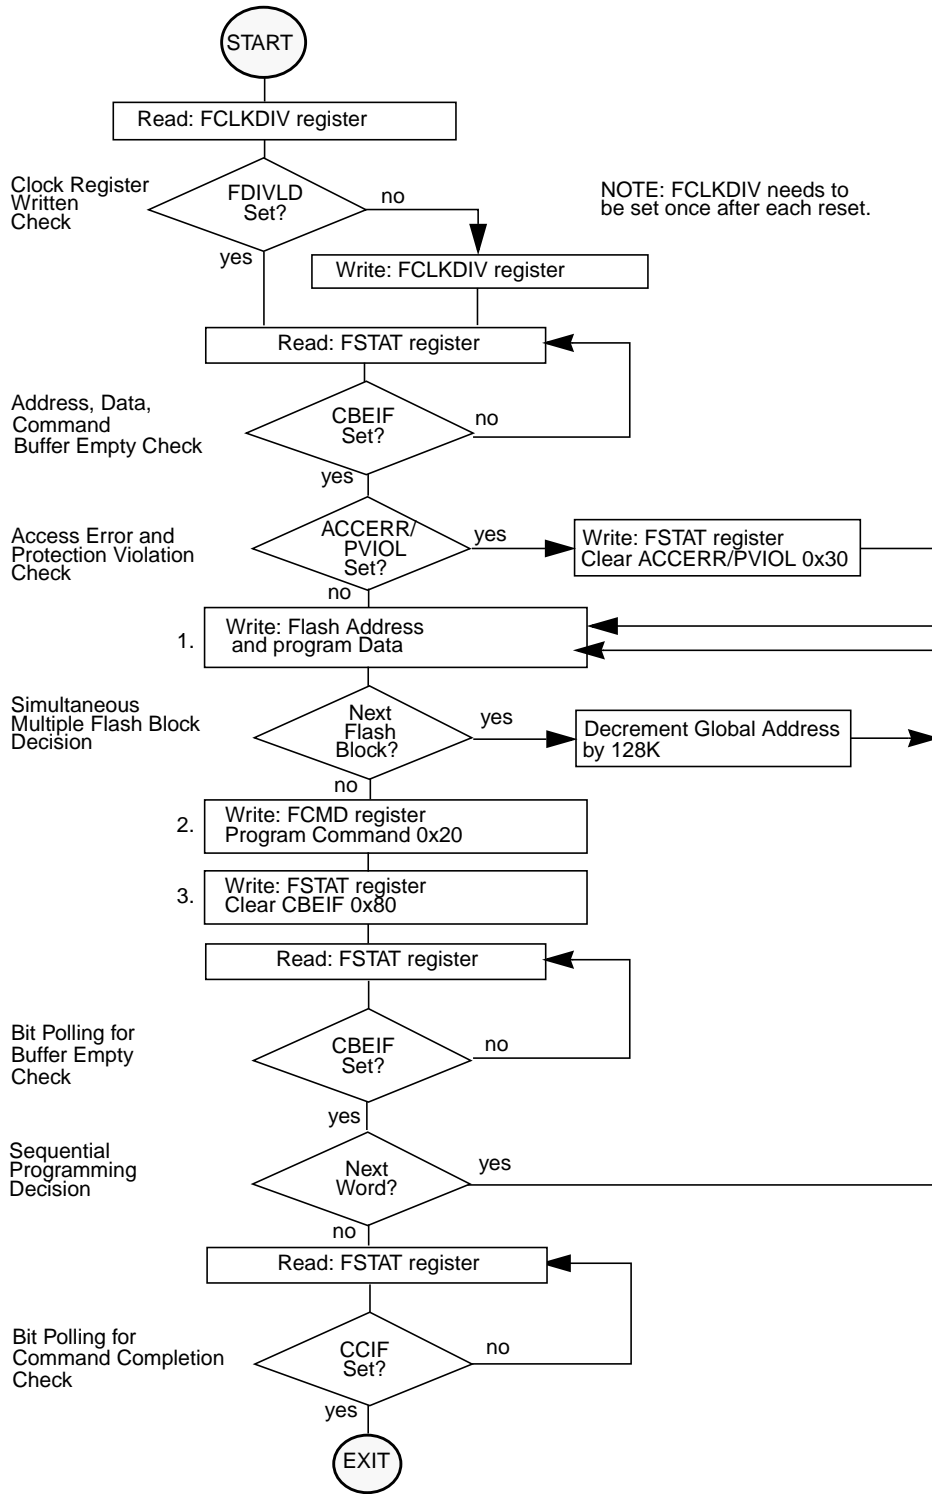 START
Read: FCLKDIV register
Clock Register
Written
Check
FDIVLD
Set?
no
yes
NOTE: FCLKDIV needs to
be set once after each reset.
Write: FCLKDIV register
Read: FSTAT register
Address, Data,
Command
Buffer Empty Check
CBEIF
Set?
no
yes
Access Error and
Protection Violation
Check
ACCERR/
PVIOL
Set?
yes
no
Write: FSTAT register
Clear ACCERR/PVIOL 0x30
1.
Write: Flash Address
and program Data
Simultaneous
Multiple Flash Block
Decision
Next
Flash
Block?
yes
no
Decrement Global Address
by 128K
2.
Write: FCMD register
Program Command 0x20
3.
Write: FSTAT register
Clear CBEIF 0x80
Read: FSTAT register
Bit Polling for
Buffer Empty
Check
CBEIF
Set?
no
yes
Sequential
Programming
Decision
Next
Word?
yes
no
Read: FSTAT register
Bit Polling for
Command Completion
Check
CCIF
Set?
no
yes
EXIT